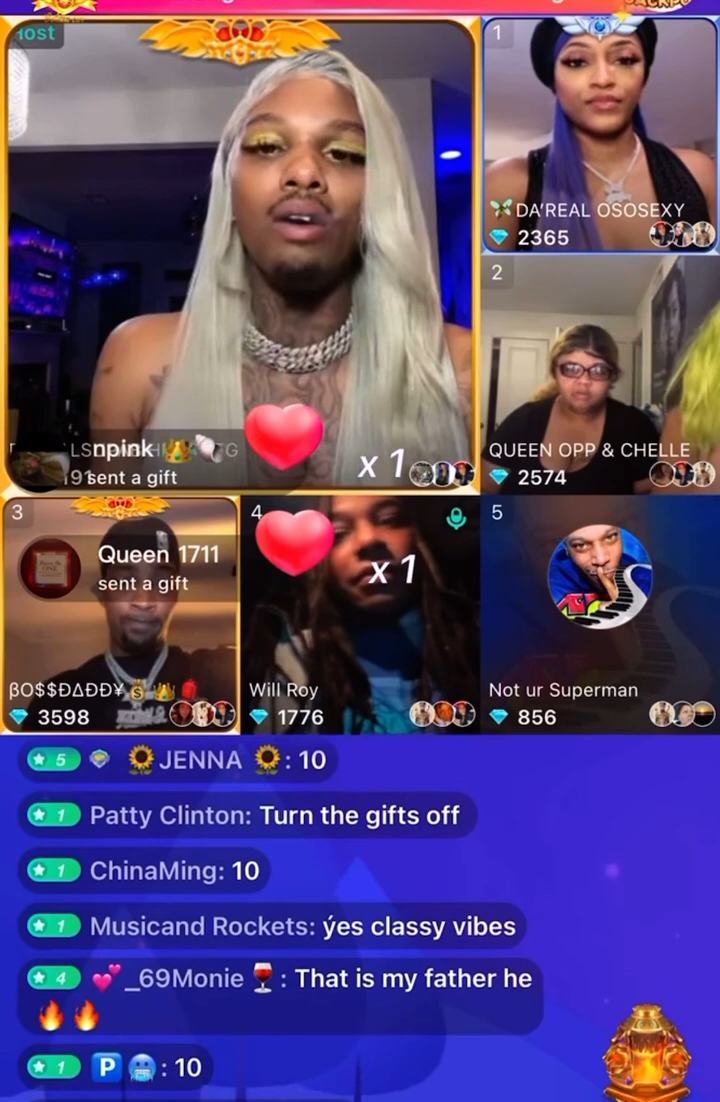 Host
1
🧚DA'REAL OSOSEXY
2365
2
QUEEN OPP & CHELLE
2574
npink 👑🐚
sent a gift
x 1
3
Queen 1711
sent a gift
βO$$ÐΔÐÐ¥💰👑
3598
4
x 1
Will Roy
1776
5
Not ur Superman
856
5 🌻JENNA 🌻: 10
1 Patty Clinton: Turn the gifts off
1 ChinaMing: 10
1 Musicand Rockets: ýes classy vibes
4 💕_69Monie🍷: That is my father he
🔥🔥
1 🅿️🥶: 10